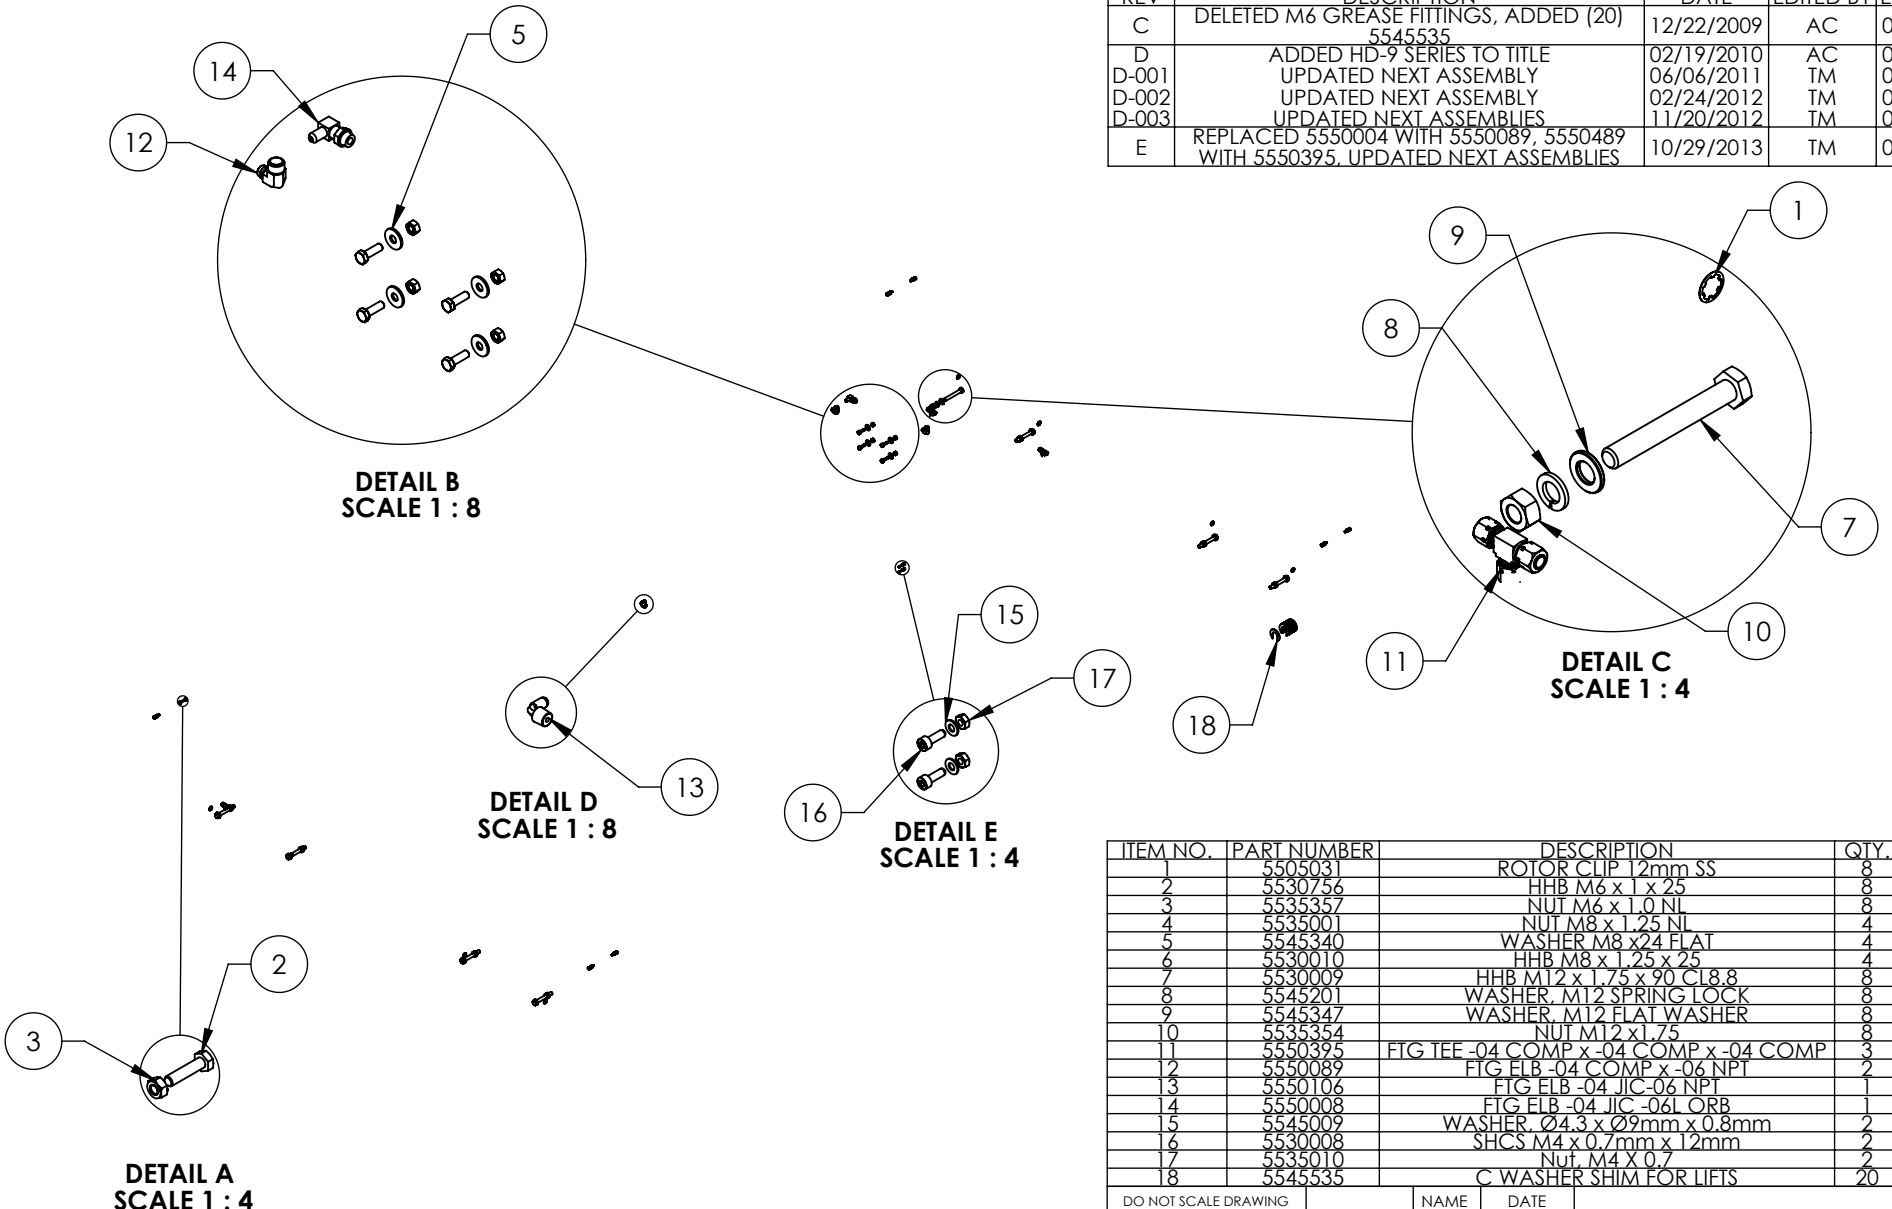 REV DESCRIPTION DATE EDITED BY
C DELETED M6 GREASE FITTINGS, ADDED (20) 5545535 12/22/2009 AC 0
D ADDED HD-9 SERIES TO TITLE 02/19/2010 AC 0
D-001 UPDATED NEXT ASSEMBLY 06/06/2011 TM 0
D-002 UPDATED NEXT ASSEMBLY 02/24/2012 TM 0
D-003 UPDATED NEXT ASSEMBLIES 11/20/2012 TM 0
E REPLACED 5550004 WITH 5550089, 5550489 WITH 5550395, UPDATED NEXT ASSEMBLIES 10/29/2013 TM 0
5
14
12
DETAIL B
SCALE 1 : 8
1
9
8
7
10
11
DETAIL C
SCALE 1 : 4
18
15
17
16
DETAIL E
SCALE 1 : 4
13
DETAIL D
SCALE 1 : 8
2
3
DETAIL A
SCALE 1 : 4
ITEM NO. PART NUMBER DESCRIPTION QTY.
1 5505031 ROTOR CLIP 12mm SS 8
2 5530756 HHB M6 x 1 x 25 8
3 5535357 NUT M6 x 1.0 NL 8
4 5535001 NUT M8 x 1.25 NL 4
5 5545340 WASHER M8 x24 FLAT 4
6 5530010 HHB M8 x 1.25 x 25 4
7 5530009 HHB M12 x 1.75 x 90 CL8.8 8
8 5545201 WASHER, M12 SPRING LOCK 8
9 5545347 WASHER, M12 FLAT WASHER 8
10 5535354 NUT M12 x1.75 8
11 5550395 FTG TEE -04 COMP x -04 COMP x -04 COMP 3
12 5550089 FTG ELB -04 COMP x -06 NPT 2
13 5550106 FTG ELB -04 JIC-06 NPT 1
14 5550008 FTG ELB -04 JIC -06L ORB 1
15 5545009 WASHER, Ø4.3 x Ø9mm x 0.8mm 2
16 5530008 SHCS M4 x 0.7mm x 12mm 2
17 5535010 Nut, M4 X 0.7 2
18 5545535 C WASHER SHIM FOR LIFTS 20
DO NOT SCALE DRAWING NAME DATE